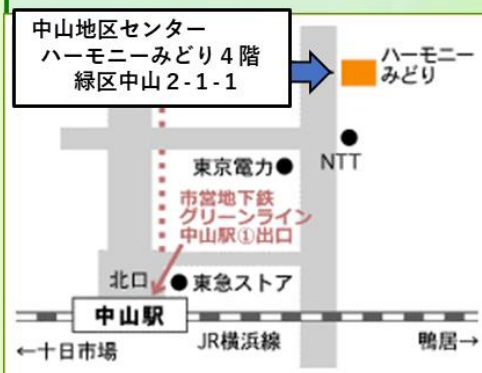 中山地区センター
ハーモニーみどり4階
緑区中山2-1-1
ハーモニー
みどり
NTT
東京電力
市営地下鉄
グリーンライン
中山駅①出口
北口
東急ストア
中山駅
←十日市場
JR横浜線
鴨居→